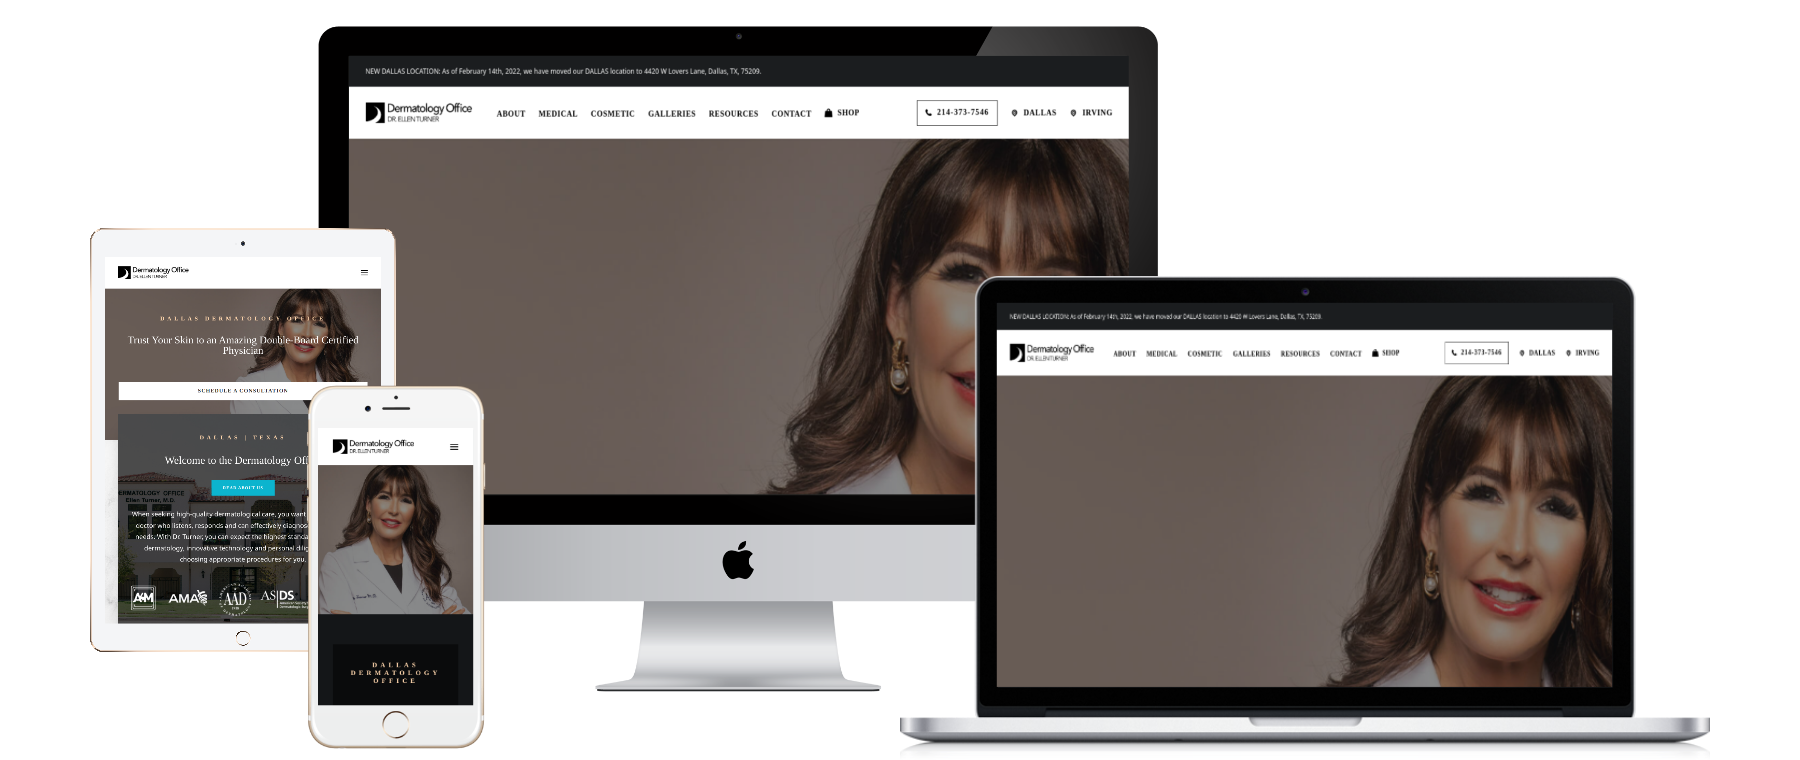 NEW DALLAS LOCATION: As of February 14th, 2022, we have moved our DALLAS location to 4420 W Lovers Lane, Dallas, TX, 75209.
Dermatology Office
DR. ELLEN TURNER
ABOUT MEDICAL COSMETIC GALLERIES RESOURCES CONTACT SHOP
214-373-7546 DALLAS IRVING
Dermatology Office
DR. ELLEN TURNER
DALLAS DERMATOLOGY OFFICE
Trust Your Skin to an Amazing Double-Board Certified
Physician
SCHEDULE A CONSULTATION
DALLAS | TEXAS
Welcome to the Dermatology Off
READ ABOUT US
ERMATOLOGY OFFICE
Ellen Turner, M.D.
When seeking high-quality dermatological care, you want
doctor who listens, responds and can effectively diagnos
needs. With Dr. Turner, you can expect the highest standa
dermatology, innovative technology and personal dilig
choosing appropriate procedures for you.
ASM AMA AAD ASDS
Dermatology Office
DR. ELLEN TURNER
DALLAS
DERMATOLOGY
OFFICE
NEW DALLAS LOCATION: As of February 14th, 2022, we have moved our DALLAS location to 4420 W Lovers Lane, Dallas, TX, 75209.
Dermatology Office
DR. ELLEN TURNER
ABOUT MEDICAL COSMETIC GALLERIES RESOURCES CONTACT SHOP
214-373-7546 DALLAS IRVING